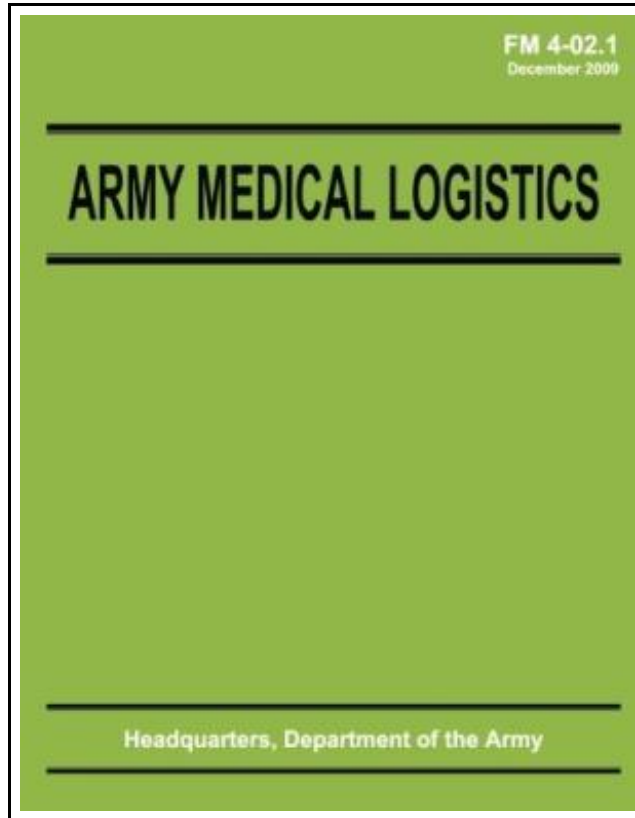 FM 4-02.1
December 2009
ARMY MEDICAL LOGISTICS
Headquarters, Department of the Army